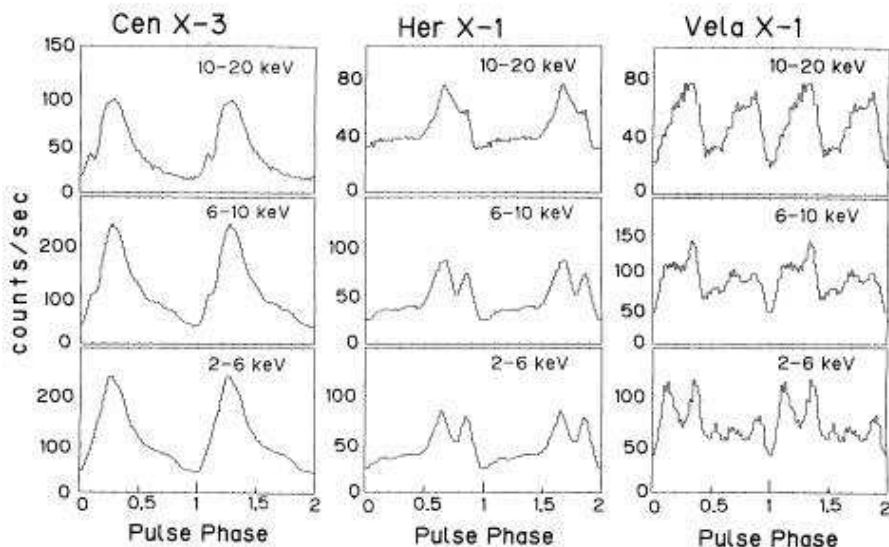 Cen X-3
Her X-1
Vela X-1
150
100
50
0
10-20 keV
80
40
0
10-20 keV
80
40
0
10-20 keV
counts/sec
200
100
0
6-10 keV
100
50
0
6-10 keV
150
100
50
0
6-10 keV
200
100
0
2-6 keV
100
50
0
2-6 keV
100
50
0
2-6 keV
0 0.5 1 1.5 2
0 0.5 1 1.5 2
0 0.5 1 1.5 2
Pulse Phase
Pulse Phase
Pulse Phase